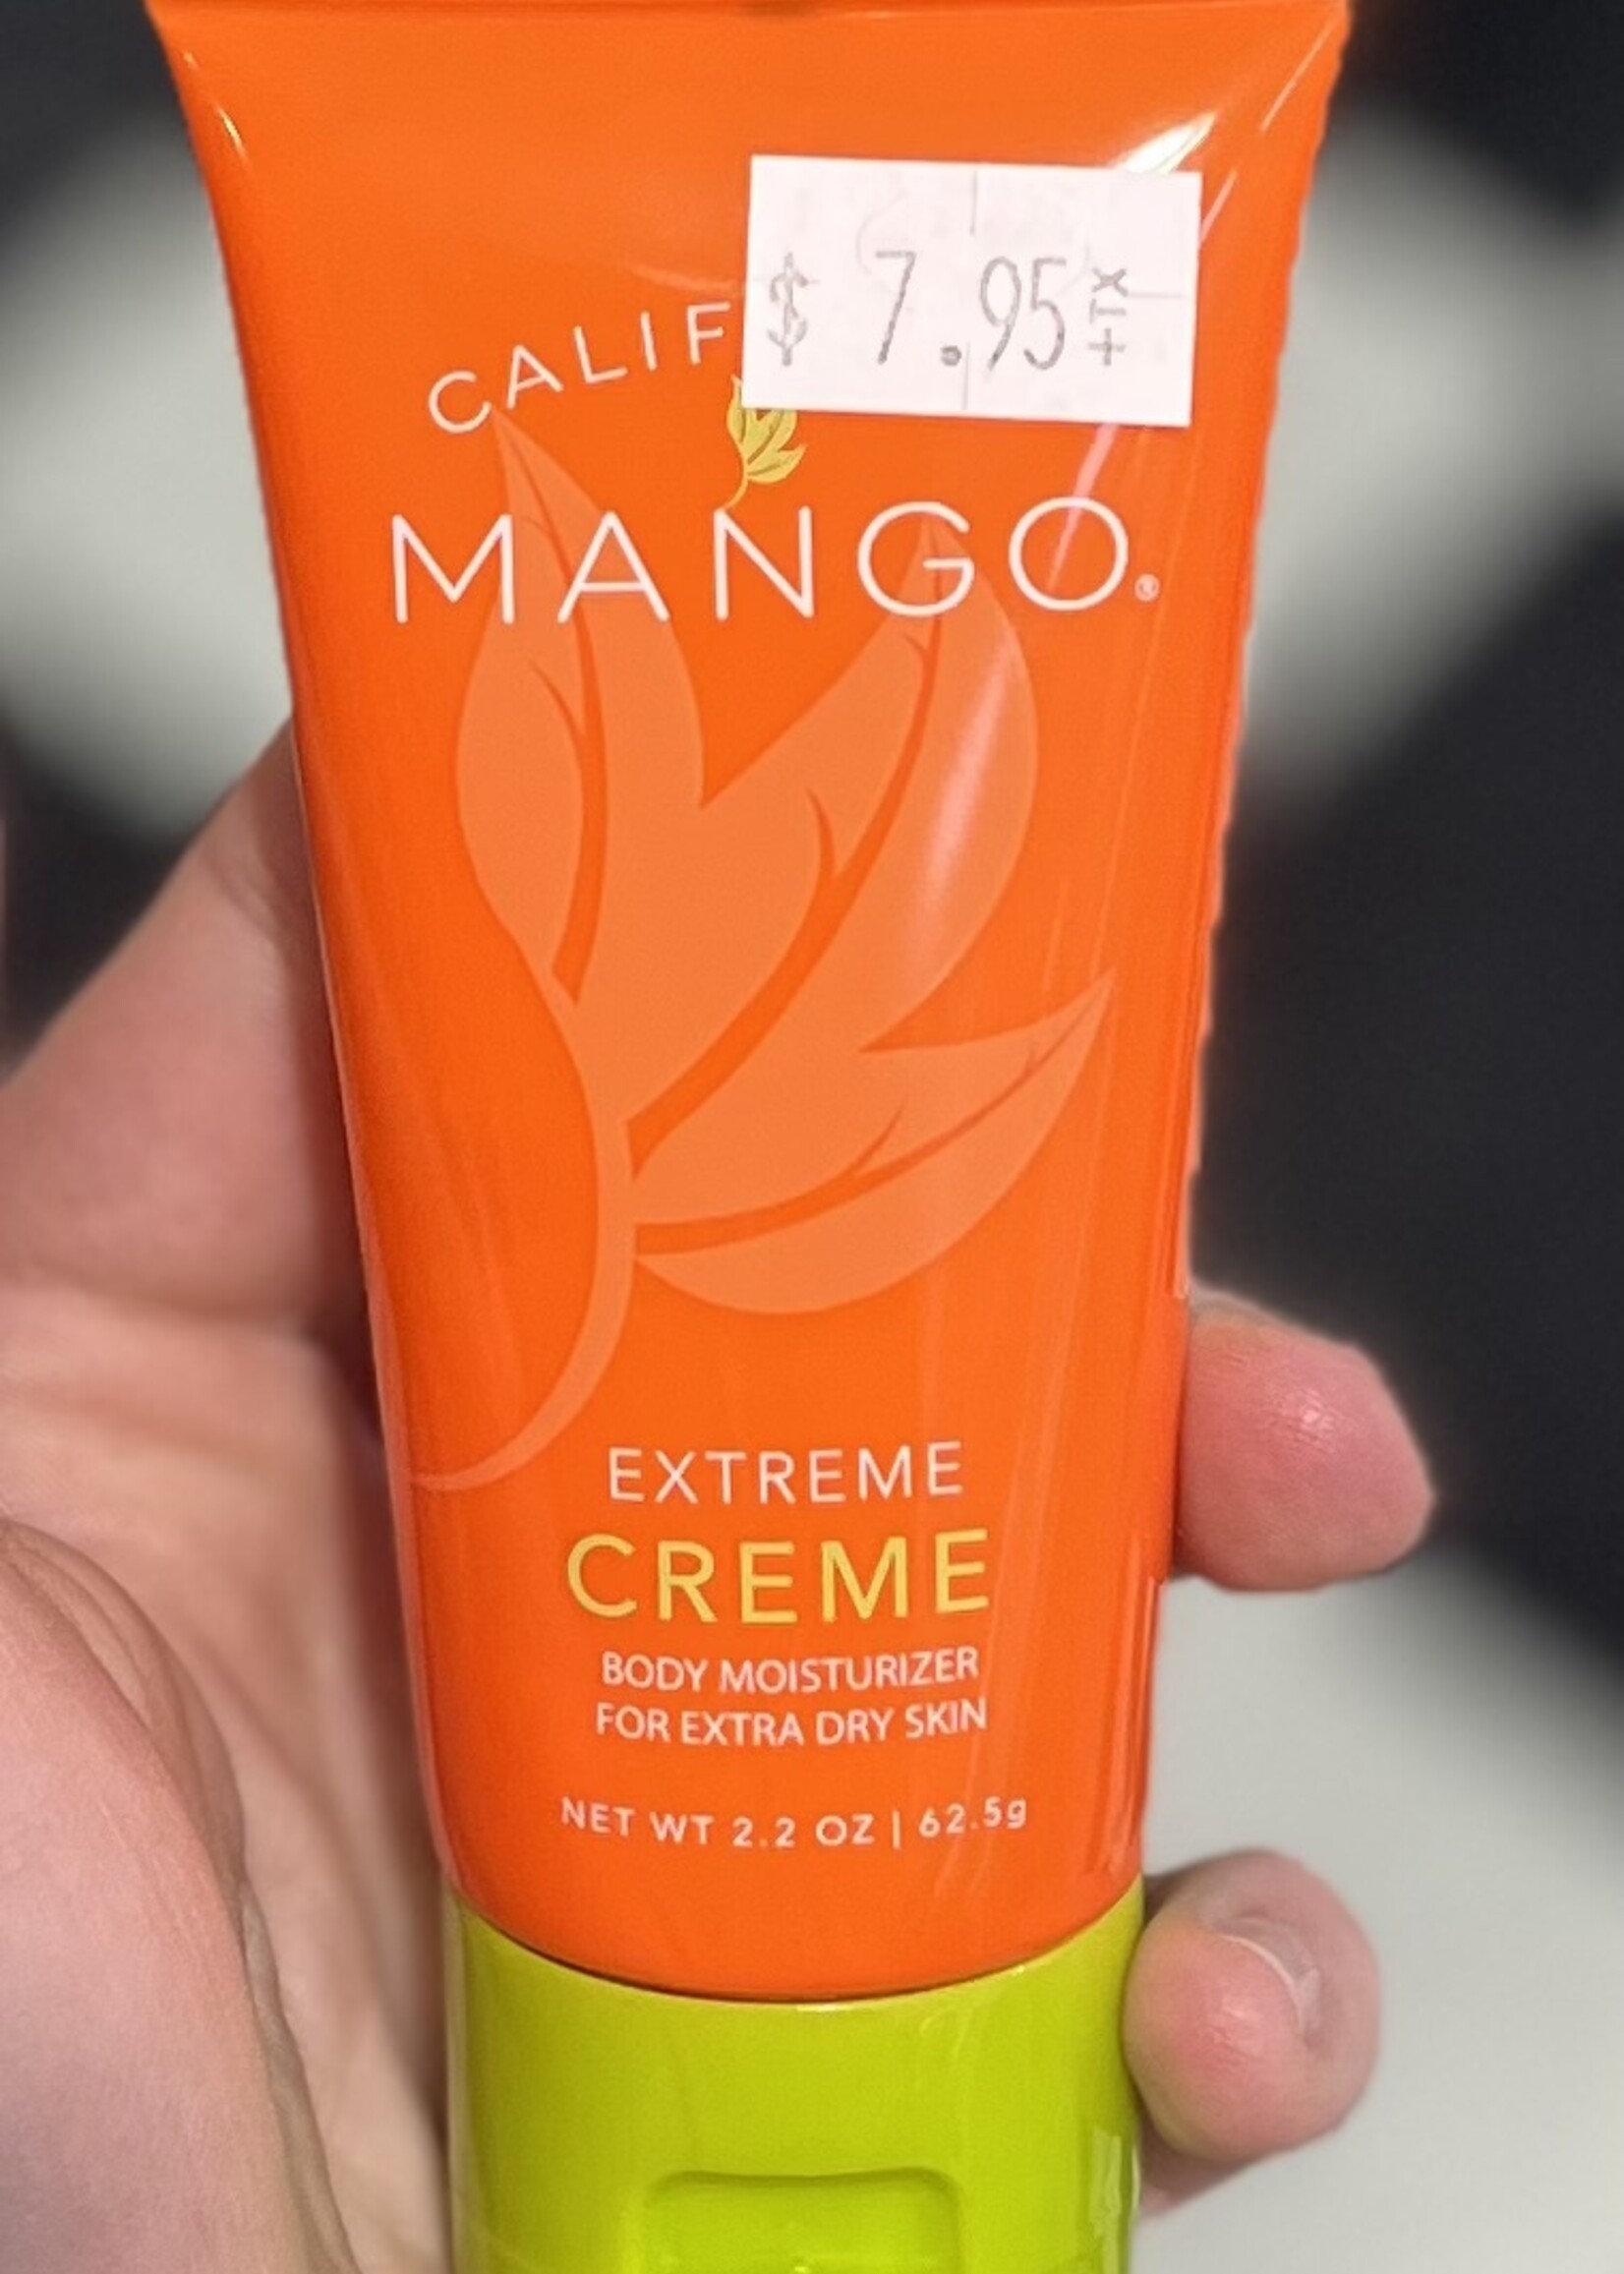 $ 7.95 +TX
CALIF
MANGO®
EXTREME
CREME
BODY MOISTURIZER
FOR EXTRA DRY SKIN
NET WT 2.2 OZ | 62.5g